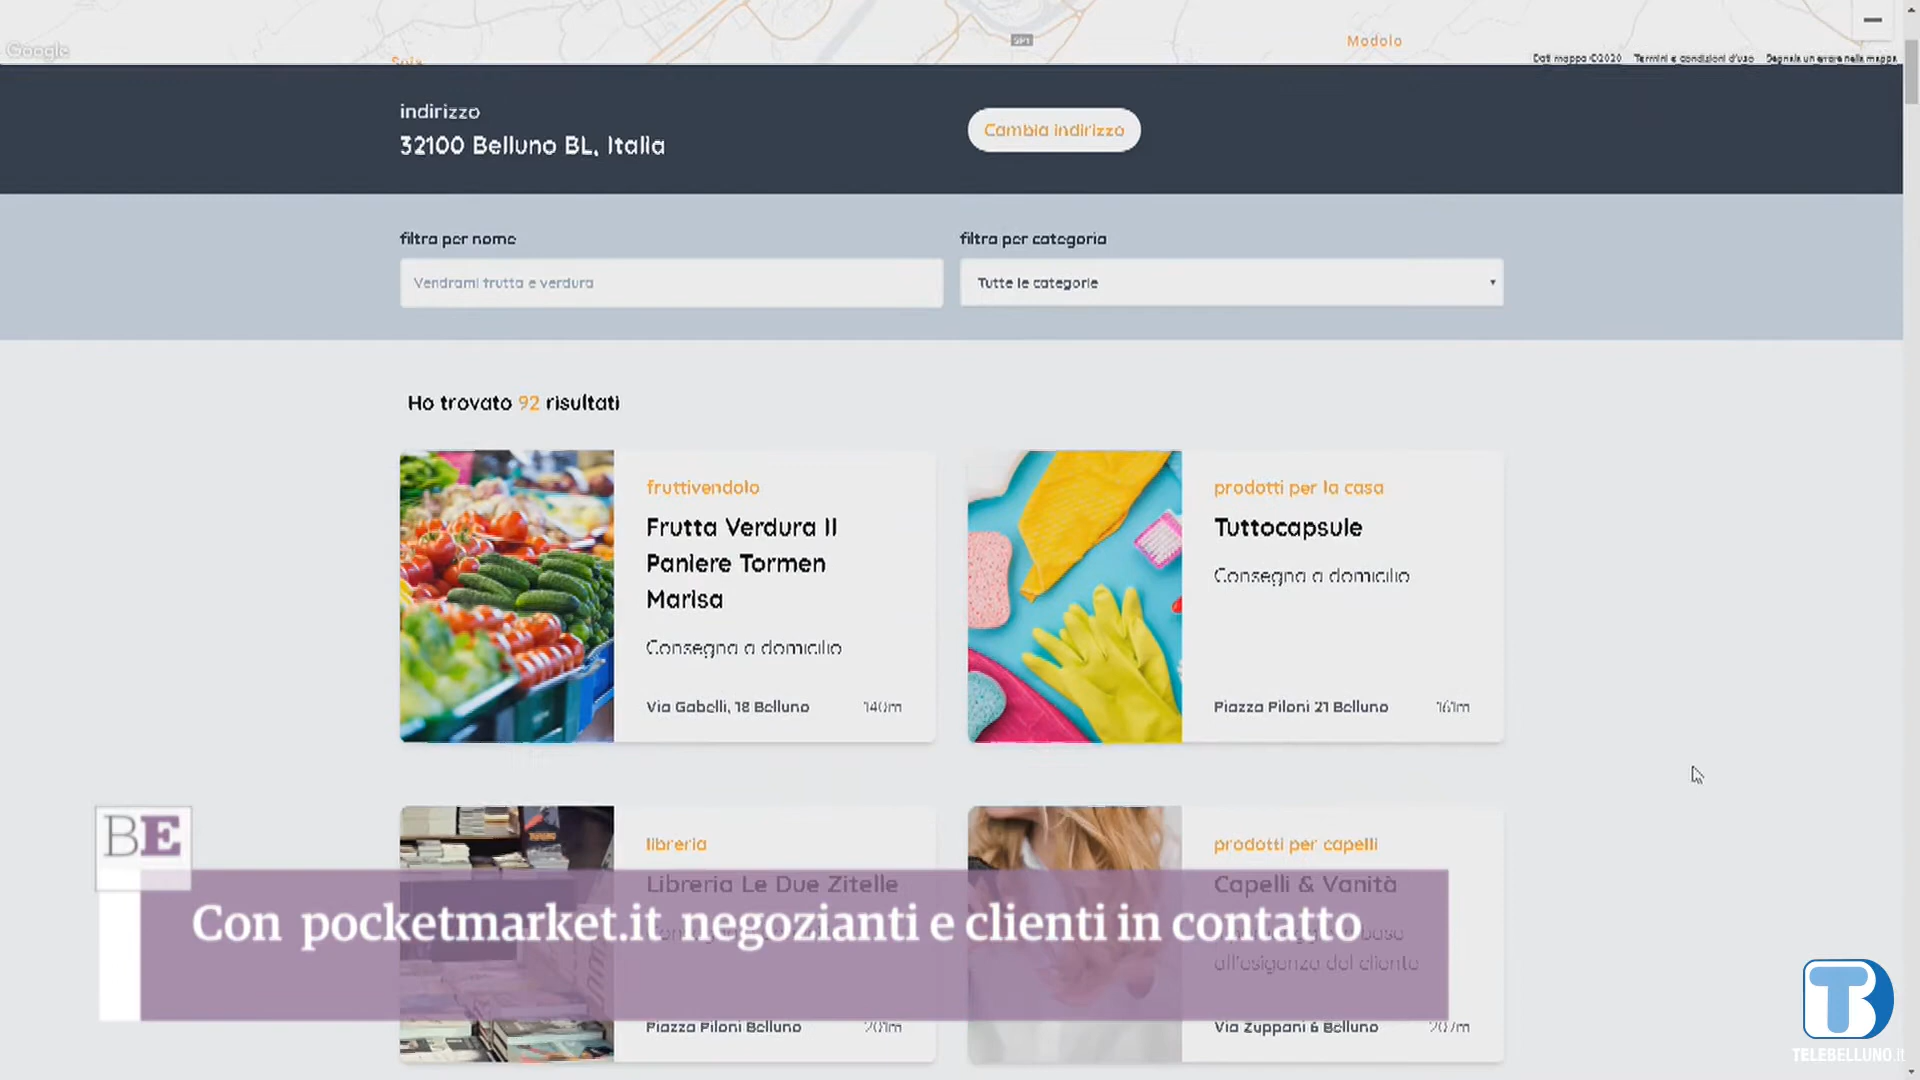 Google
SP1
Modolo
Dati mappa ©2020 Termini e condizioni d'uso Segnala un errore nella mappa
indirizzo
32100 Belluno BL, Italia
Cambia indirizzo
filtra per nome
filtra per categoria
Vendrami frutta e verdura
Tutte le categorie
Ho trovato 92 risultati
fruttivendolo
Frutta Verdura Il
Paniere Tormen
Marisa
Consegna a domicilio
Via Gabelli, 18 Belluno 140m
prodotti per la casa
Tuttocapsule
Consegna a domicilio
Piazza Piloni 21 Belluno 161m
libreria
Libreria Le Due Zitelle
Piazza Piloni Belluno 201m
prodotti per capelli
Capelli & Vanità
all'esigenza del cliente
Via Zuppani 6 Belluno 207m
BE
Con pocketmarket.it negozianti e clienti in contatto
TB
TELEBELLUNO.it